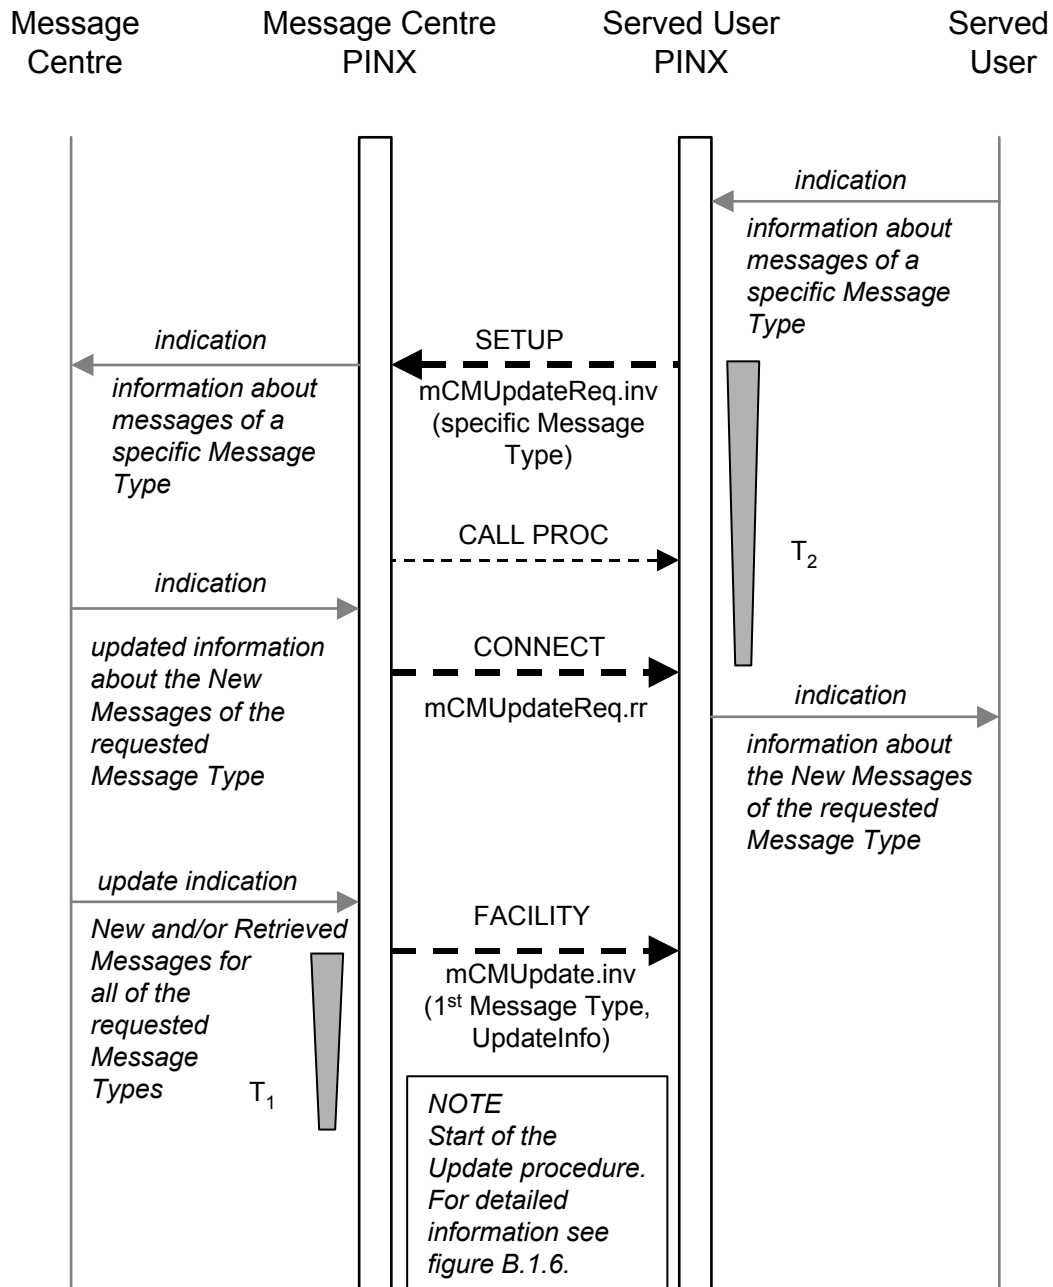 Message
Centre
Message Centre
PINX
Served User
PINX
Served
User
indication
information about
messages of a
specific Message
Type
indication
information about
messages of a
specific Message
Type
SETUP
mCMUpdateReq.inv
(specific Message
Type)
CALL PROC
T2
indication
updated information
about the New
Messages of the
requested
Message Type
CONNECT
mCMUpdateReq.rr
indication
information about
the New Messages
of the requested
Message Type
update indication
New and/or Retrieved
Messages for
all of the
requested
Message
Types
T1
FACILITY
mCMUpdate.inv
(1st Message Type,
UpdateInfo)
NOTE
Start of the
Update procedure.
For detailed
information see
figure B.1.6.